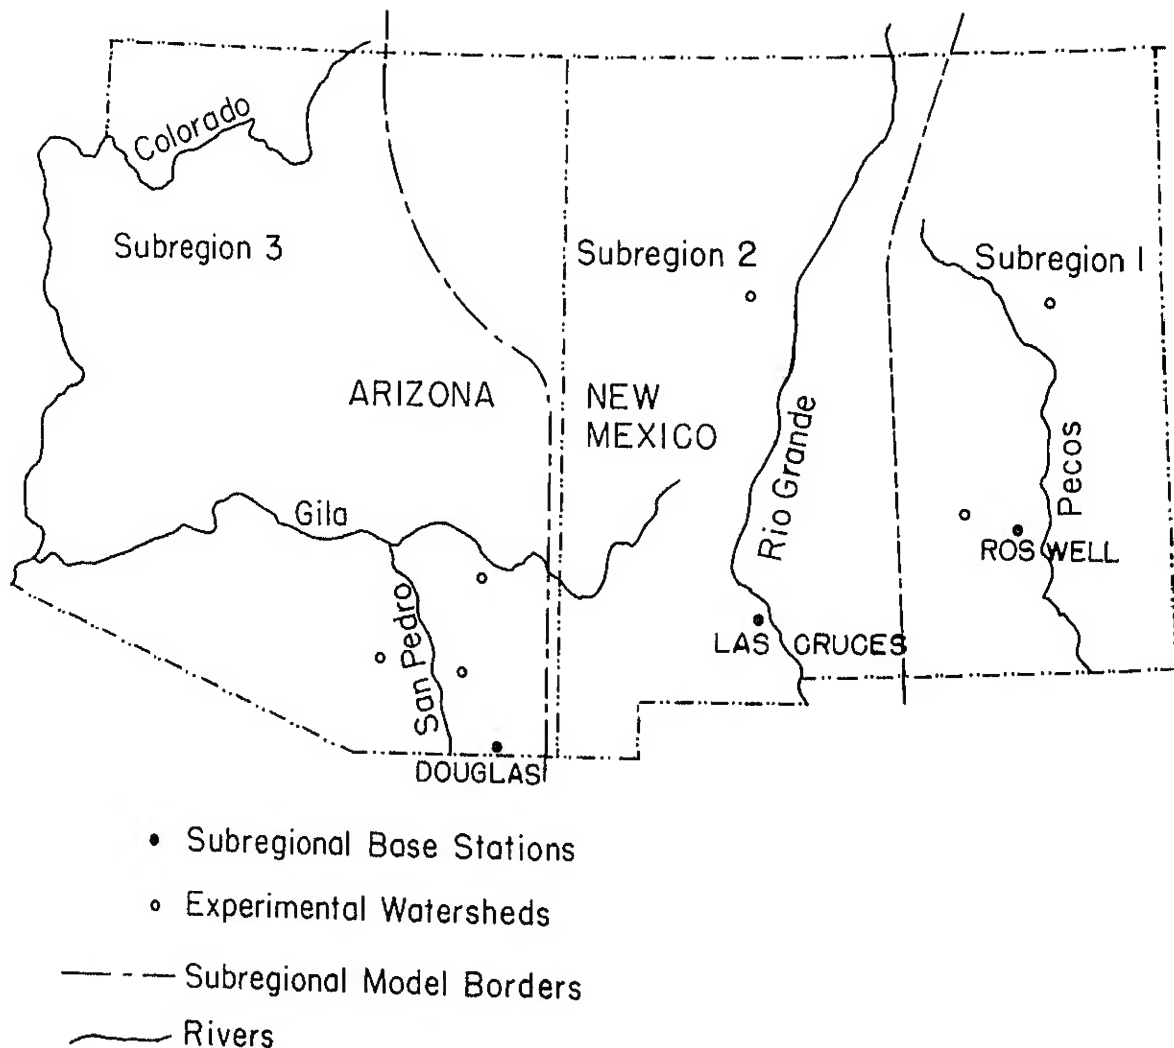 Colorado
Subregion 3
Subregion 2
Subregion 1
ARIZONA
NEW
MEXICO
Rio Grande
Pecos
Gila
ROSWELL
San Pedro
LAS CRUCES
DOUGLAS
Subregional Base Stations
Experimental Watersheds
Subregional Model Borders
Rivers